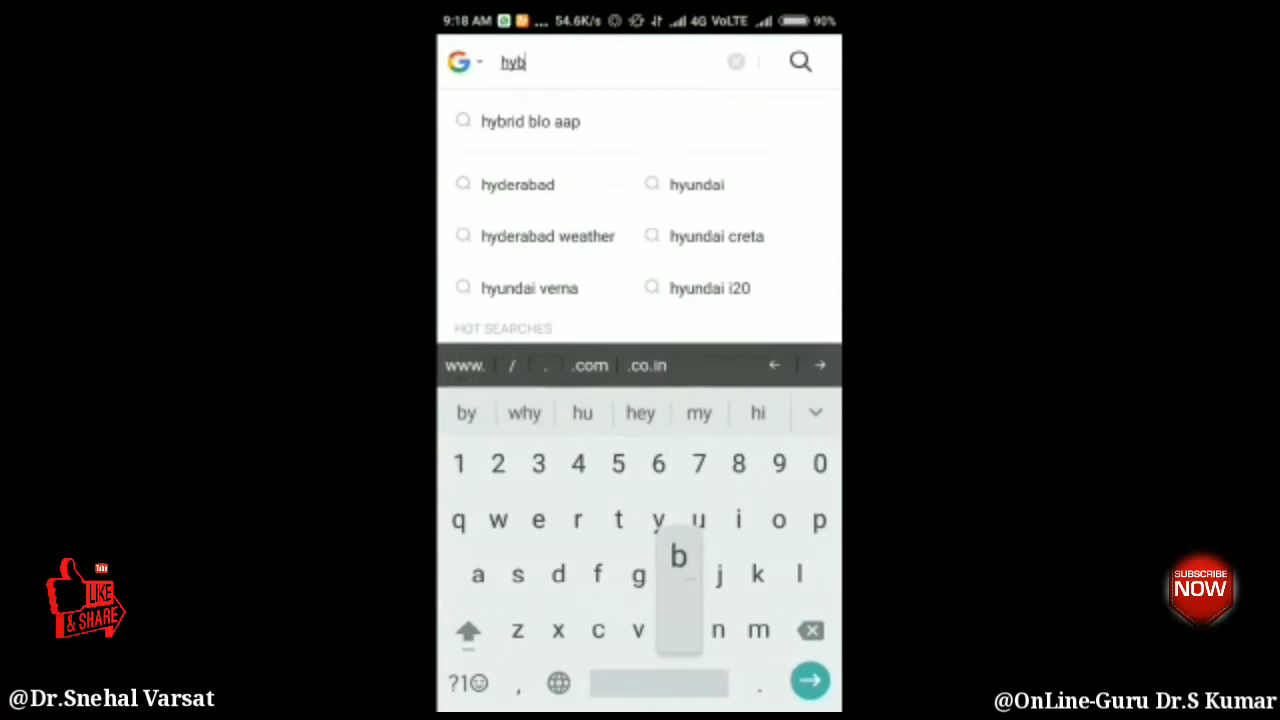 9:18 AM ... 54.6K/s 4G VoLTE 90%
hyb
hybrid blo aap
hyderabad hyundai
hyderabad weather hyundai creta
hyundai verna hyundai i20
HOT SEARCHES
www. / . .com .co.in ← →
by why hu hey my hi
1 2 3 4 5 6 7 8 9 0
q w e r t y u i o p
a s d f g b j k l
z x c v n m
?1☺ , .
Tube
LIKE
& SHARE
SUBSCRIBE
NOW
@Dr.Snehal Varsat
@OnLine-Guru Dr.S Kumar